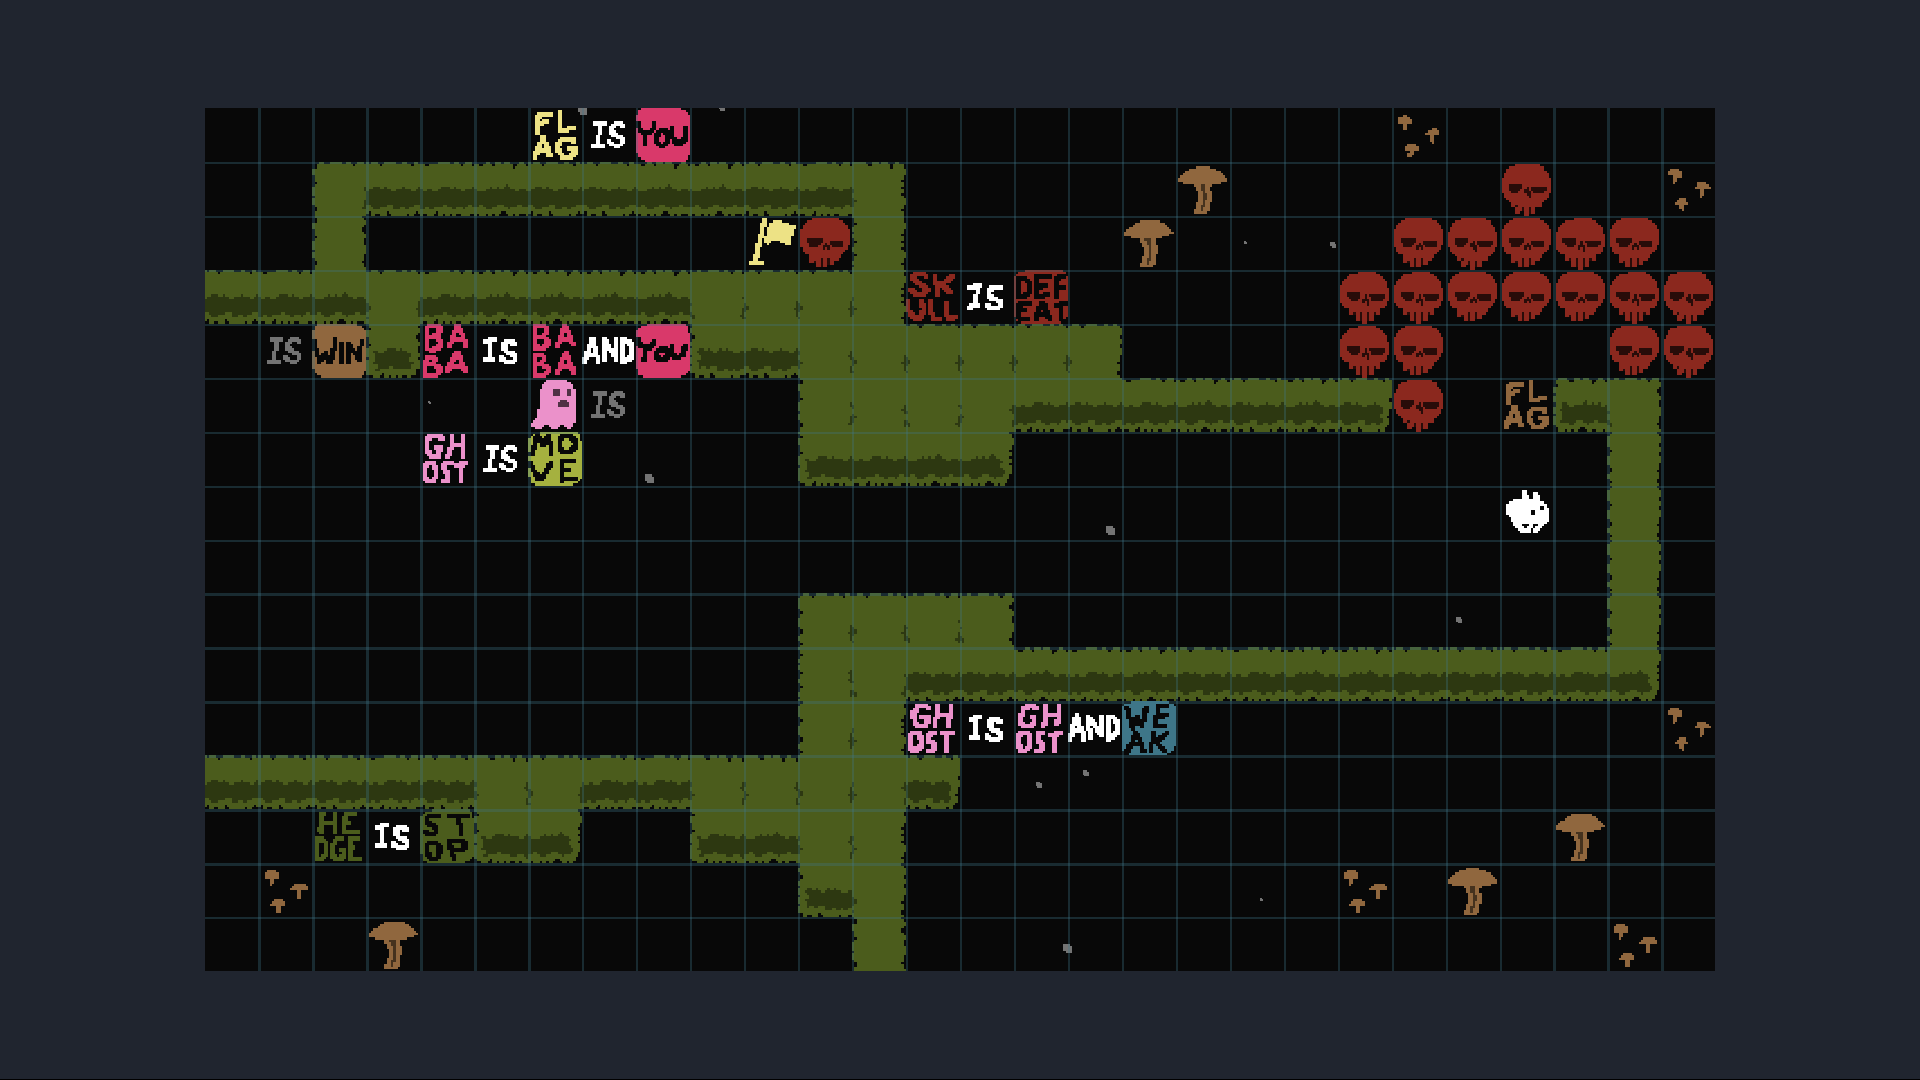 FLAG IS YOU
SKULL IS DEFEAT
IS WIN BABA IS BABA AND YOU
IS FLAG
GHOST IS MOVE
GHOST IS GHOST AND WEAK
HEDGE IS STOP